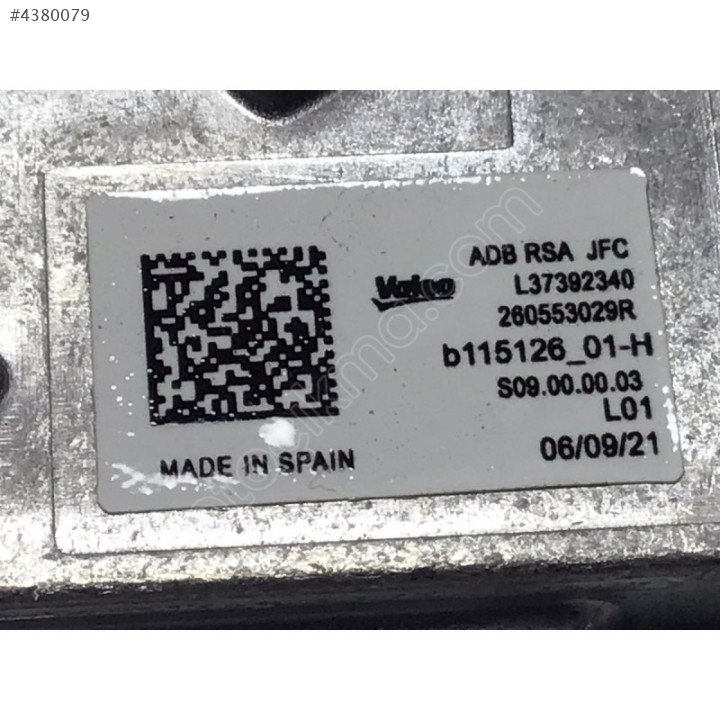 #4380079
Valeo
ADB RSA JFC
L37392340
260553029R
b115126_01-H
S09.00.00.03
L01
06/09/21
MADE IN SPAIN